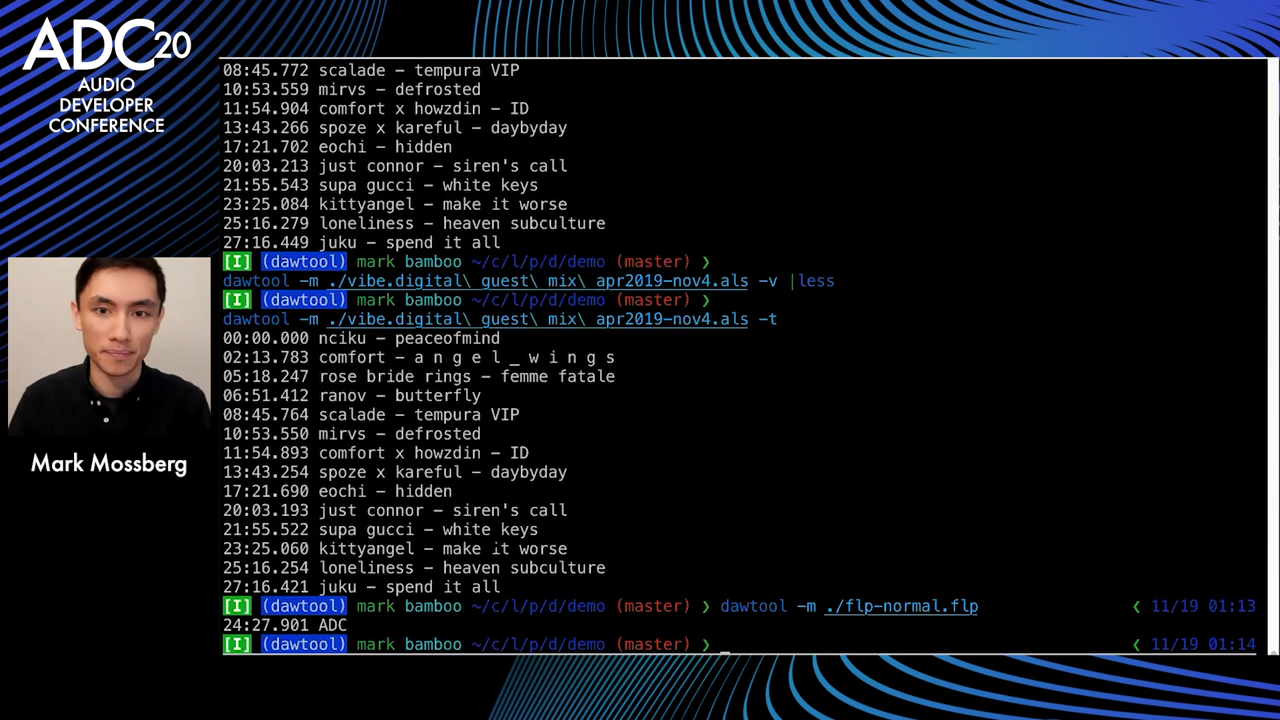 ADC20
AUDIO
DEVELOPER
CONFERENCE
08:45.772 scalade – tempura VIP
10:53.559 mirvs – defrosted
11:54.904 comfort x howzdin – ID
13:43.266 spoze x kareful – daybyday
17:21.702 eochi – hidden
20:03.213 just connor – siren's call
21:55.543 supa gucci – white keys
23:25.084 kittyangel – make it worse
25:16.279 loneliness – heaven subculture
27:16.449 juku – spend it all
[I] (dawtool) mark bamboo ~/c/l/p/d/demo (master) ❯
dawtool -m ./vibe.digital\ guest\ mix\ apr2019-nov4.als -v |less
[I] (dawtool) mark bamboo ~/c/l/p/d/demo (master) ❯
dawtool -m ./vibe.digital\ guest\ mix\ apr2019-nov4.als -t
00:00.000 nciku – peaceofmind
02:13.783 comfort – a n g e l _ w i n g s
05:18.247 rose bride rings – femme fatale
06:51.412 ranov – butterfly
08:45.764 scalade – tempura VIP
10:53.550 mirvs – defrosted
11:54.893 comfort x howzdin – ID
13:43.254 spoze x kareful – daybyday
17:21.690 eochi – hidden
20:03.193 just connor – siren's call
21:55.522 supa gucci – white keys
23:25.060 kittyangel – make it worse
25:16.254 loneliness – heaven subculture
27:16.421 juku – spend it all
[I] (dawtool) mark bamboo ~/c/l/p/d/demo (master) ❯ dawtool -m ./flp-normal.flp ❮ 11/19 01:13
24:27.901 ADC
[I] (dawtool) mark bamboo ~/c/l/p/d/demo (master) ❯ ❮ 11/19 01:14
Mark Mossberg